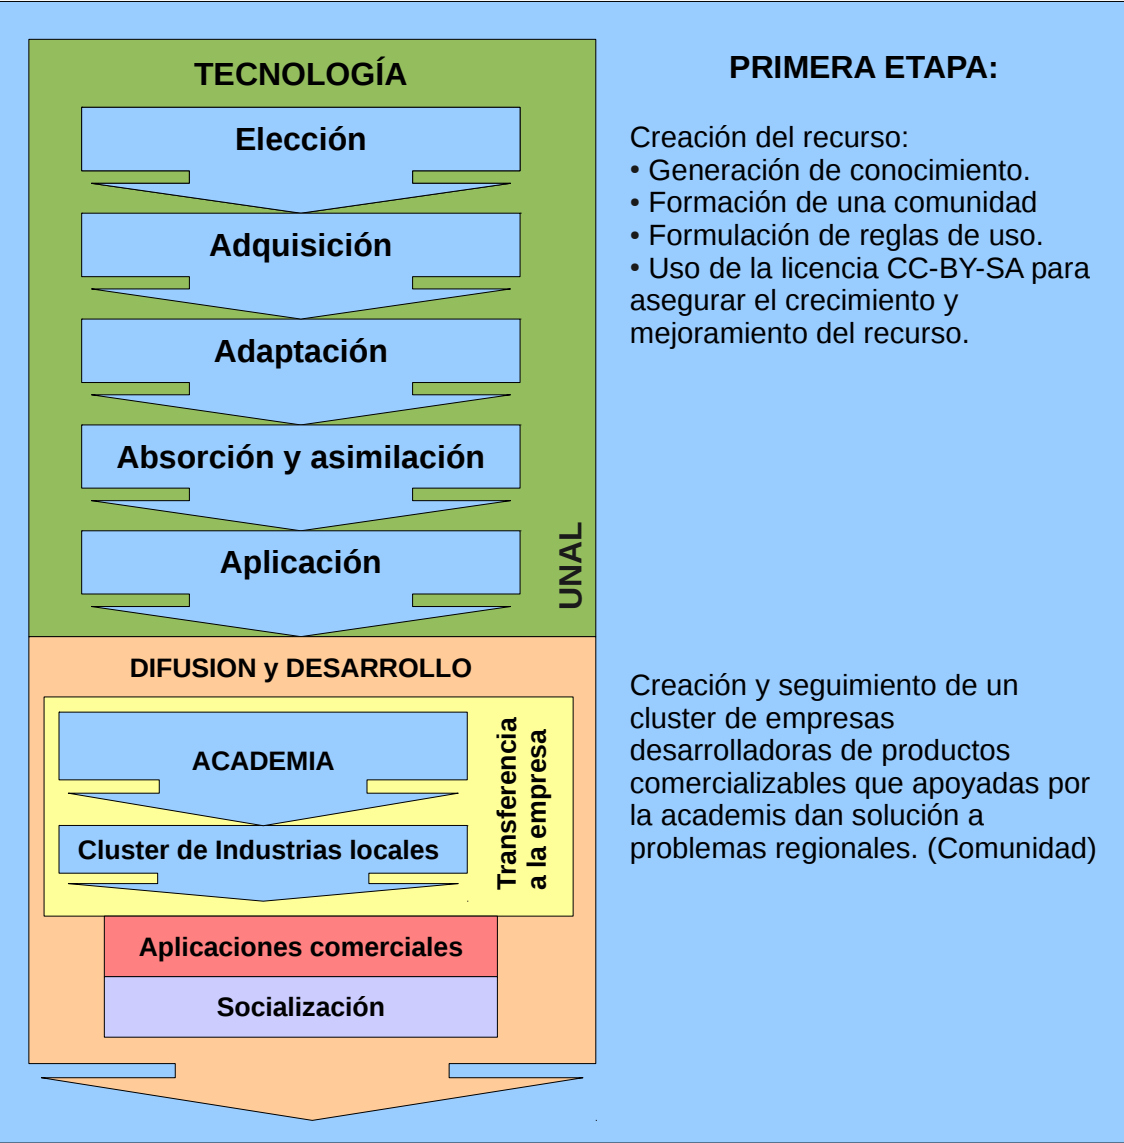 TECNOLOGÍA
Elección
Adquisición
Adaptación
Absorción y asimilación
Aplicación
UNAL
DIFUSION y DESARROLLO
ACADEMIA
Cluster de Industrias locales
Transferencia
a la empresa
Aplicaciones comerciales
Socialización
PRIMERA ETAPA:
Creación del recurso:
• Generación de conocimiento.
• Formación de una comunidad
• Formulación de reglas de uso.
• Uso de la licencia CC-BY-SA para
asegurar el crecimiento y
mejoramiento del recurso.
Creación y seguimiento de un
cluster de empresas
desarrolladoras de productos
comercializables que apoyadas por
la academis dan solución a
problemas regionales. (Comunidad)